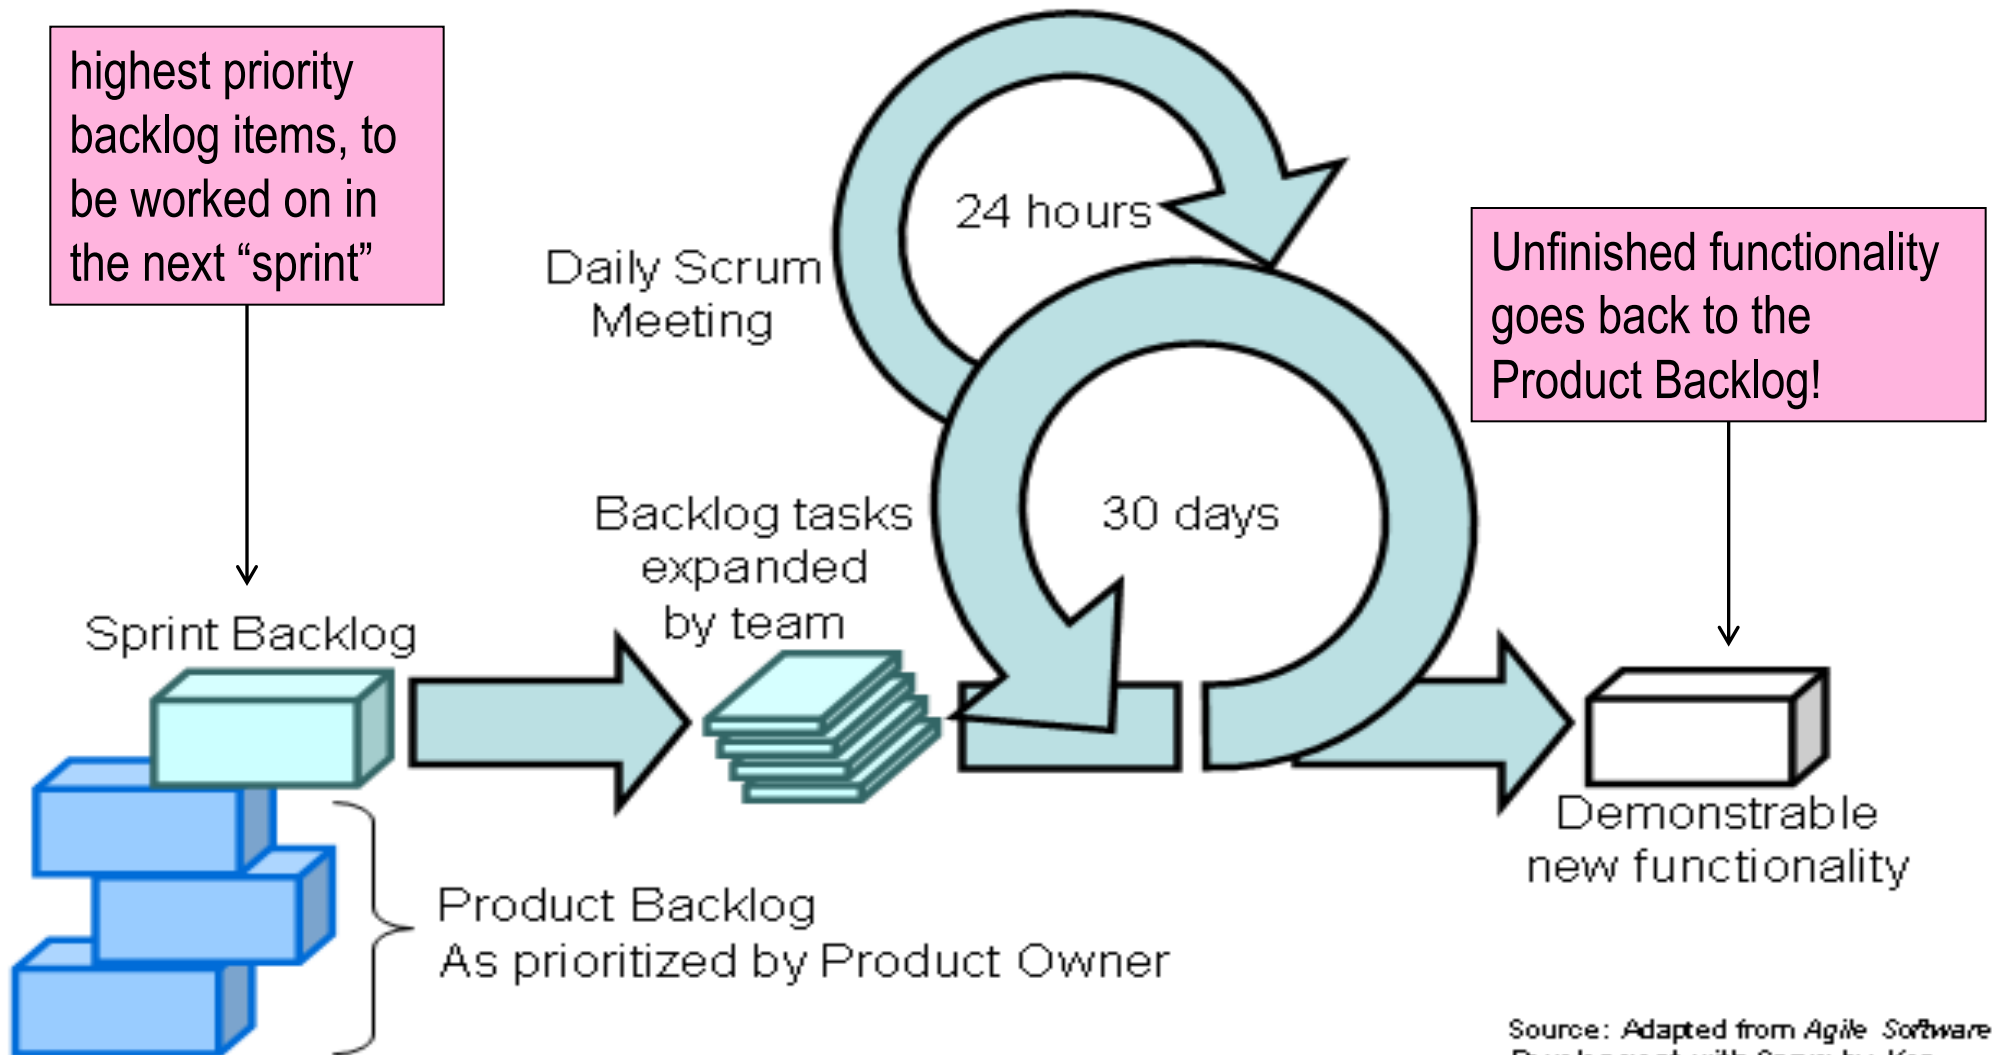 highest priority
backlog items, to
be worked on in
the next “sprint”
24 hours
Daily Scrum
Meeting
Unfinished functionality
goes back to the
Product Backlog!
Backlog tasks
expanded
by team
30 days
Sprint Backlog
Demonstrable
new functionality
Product Backlog
As prioritized by Product Owner
Source: Adapted from Agile Software